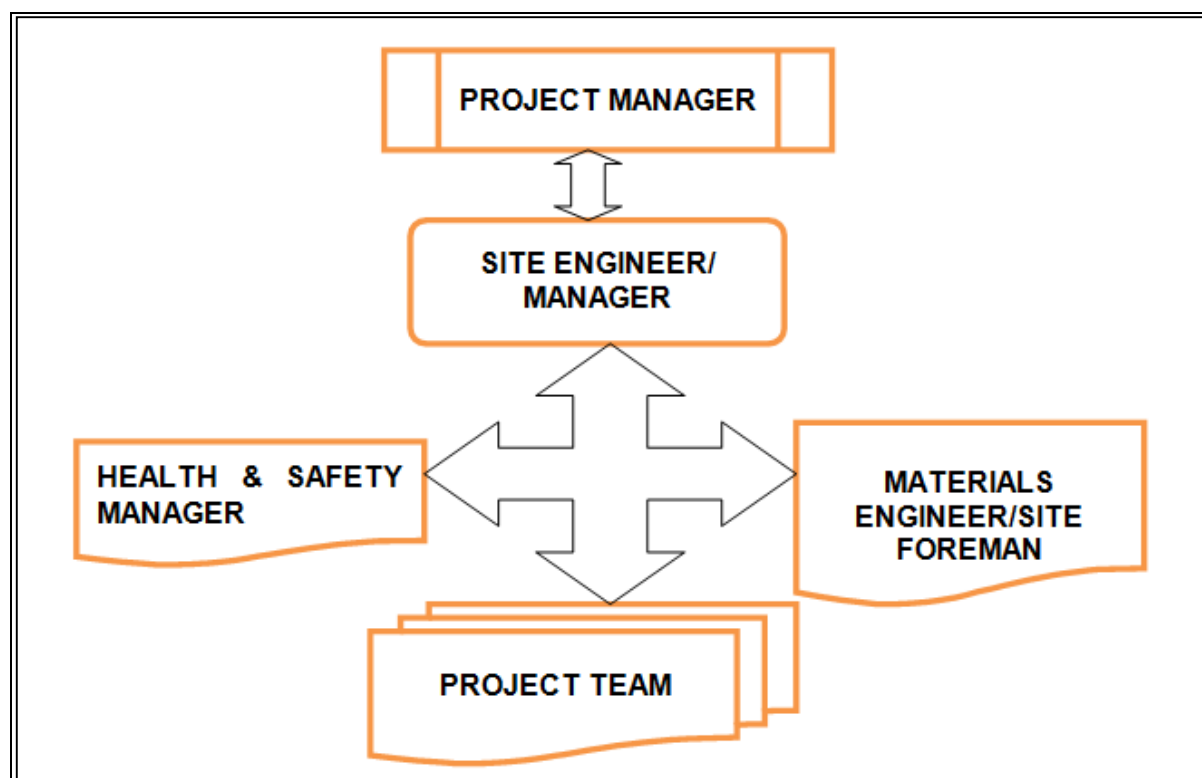 PROJECT MANAGER
SITE ENGINEER/
MANAGER
HEALTH & SAFETY
MANAGER
MATERIALS
ENGINEER/SITE
FOREMAN
PROJECT TEAM